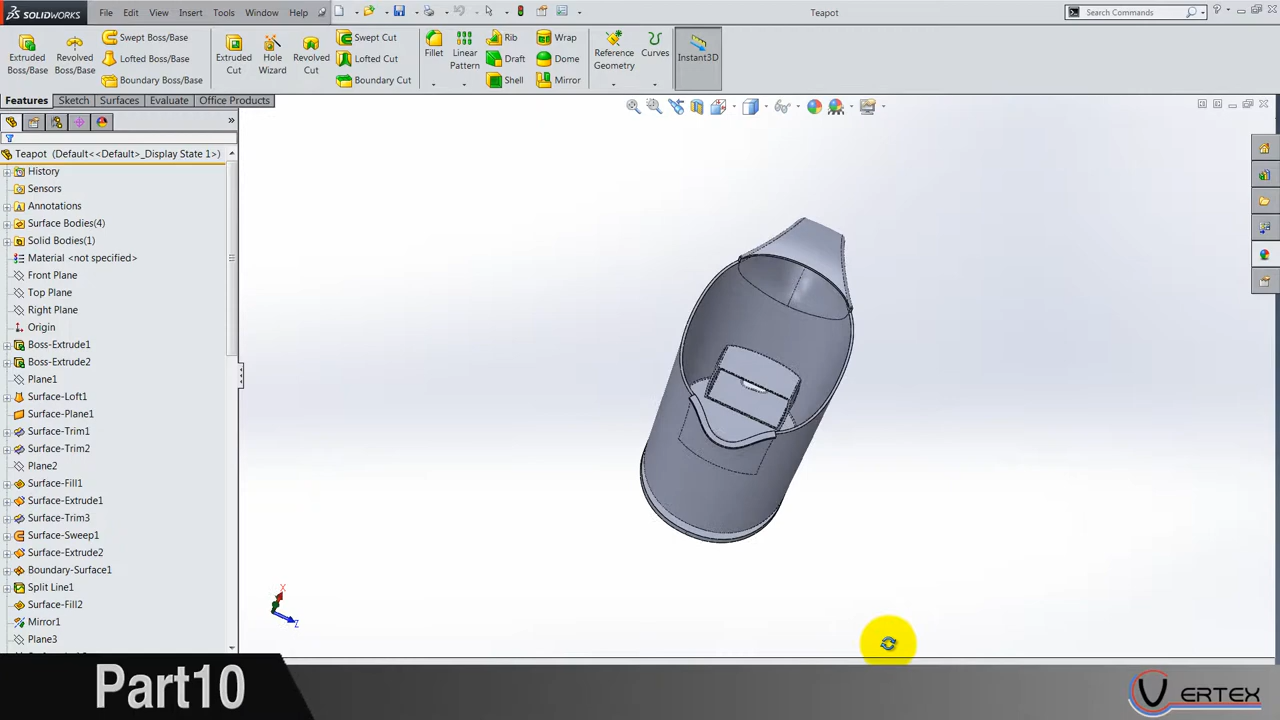 SOLIDWORKS File Edit View Insert Tools Window Help Teapot Search Commands
Extruded Boss/Base
Revolved Boss/Base
Swept Boss/Base
Lofted Boss/Base
Boundary Boss/Base
Extruded Cut
Hole Wizard
Revolved Cut
Swept Cut
Lofted Cut
Boundary Cut
Fillet
Linear Pattern
Rib
Draft
Shell
Wrap
Dome
Mirror
Reference Geometry
Curves
Instant3D
Features Sketch Surfaces Evaluate Office Products
Teapot (Default<<Default>_Display State 1>)
History
Sensors
Annotations
Surface Bodies(4)
Solid Bodies(1)
Material <not specified>
Front Plane
Top Plane
Right Plane
Origin
Boss-Extrude1
Boss-Extrude2
Plane1
Surface-Loft1
Surface-Plane1
Surface-Trim1
Surface-Trim2
Plane2
Surface-Fill1
Surface-Extrude1
Surface-Trim3
Surface-Sweep1
Surface-Extrude2
Boundary-Surface1
Split Line1
Surface-Fill2
Mirror1
Plane3
X
Z
Part10
VERTEX